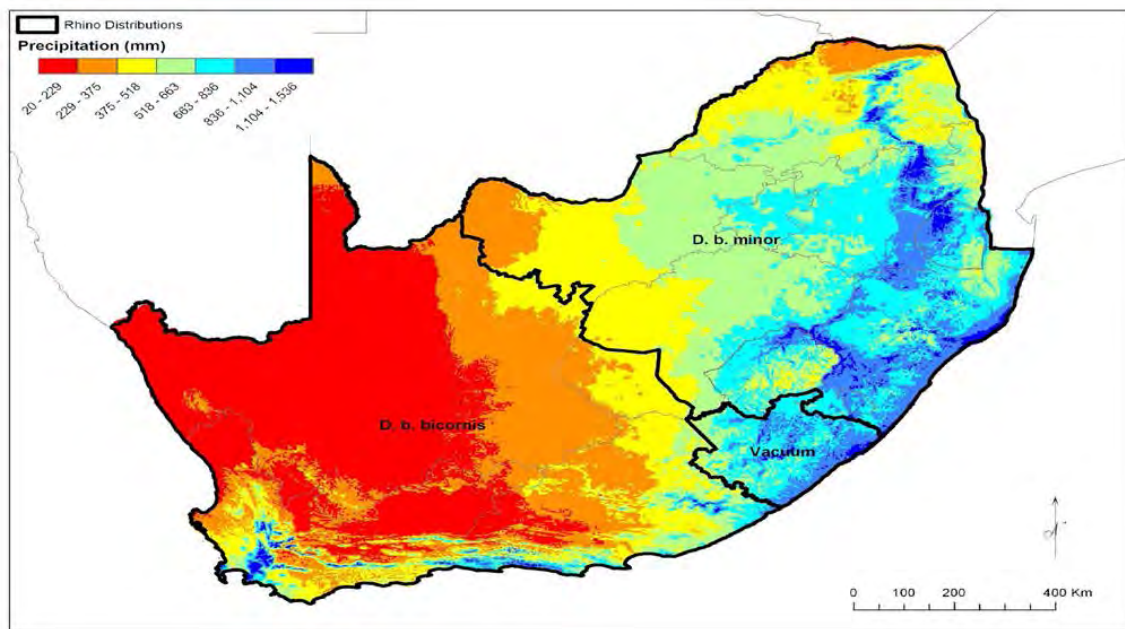 Rhino Distributions
Precipitation (mm)
20 - 229
229 - 375
375 - 518
518 - 663
663 - 836
836 - 1,104
1,104 - 1,536
D. b. minor
D. b. bicornis
Vacuum
0 100 200 400 Km